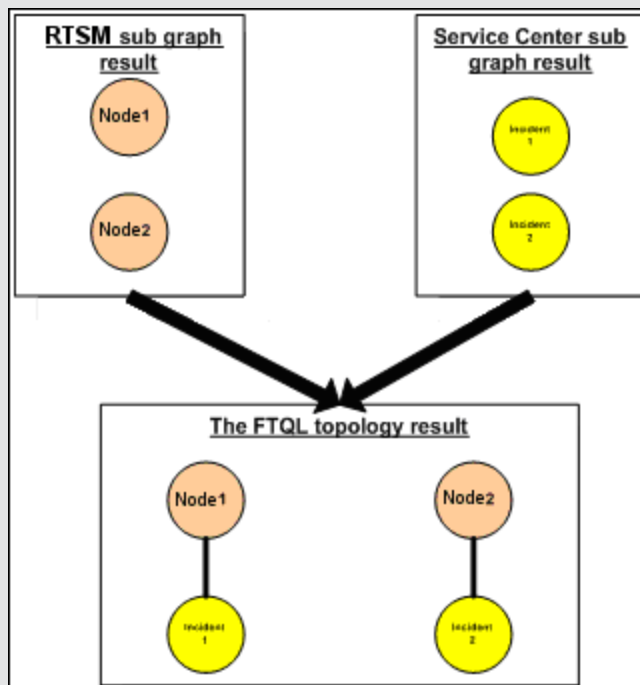 RTSM sub graph
result
Node1
Node2
Service Center sub
graph result
Incident
1
Incident
2
The FTQL topology result
Node1
Node2
Incident
1
Incident
2